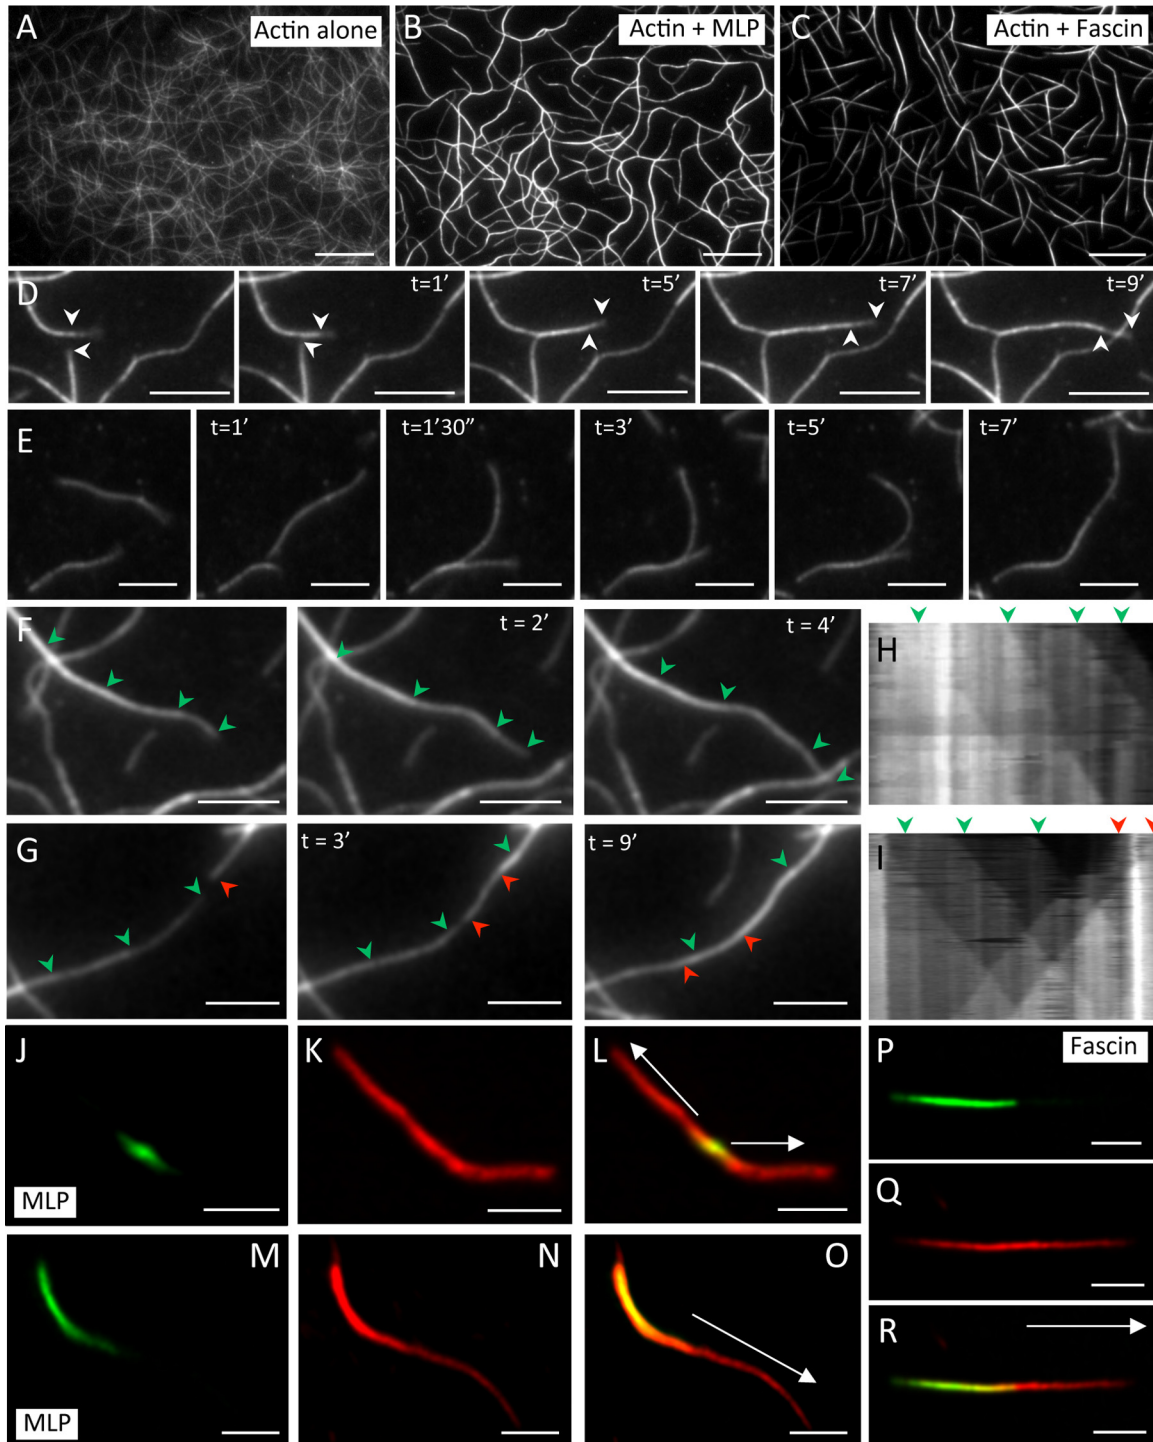 A
Actin alone
B
Actin + MLP
C
Actin + Fascin
D
t=1'
t=5'
t=7'
t=9'
E
t=1'
t=1'30"
t=3'
t=5'
t=7'
F
t = 2'
t = 4'
H
G
t = 3'
t = 9'
I
J
MLP
K
L
P
Fascin
Q
M
MLP
N
O
R